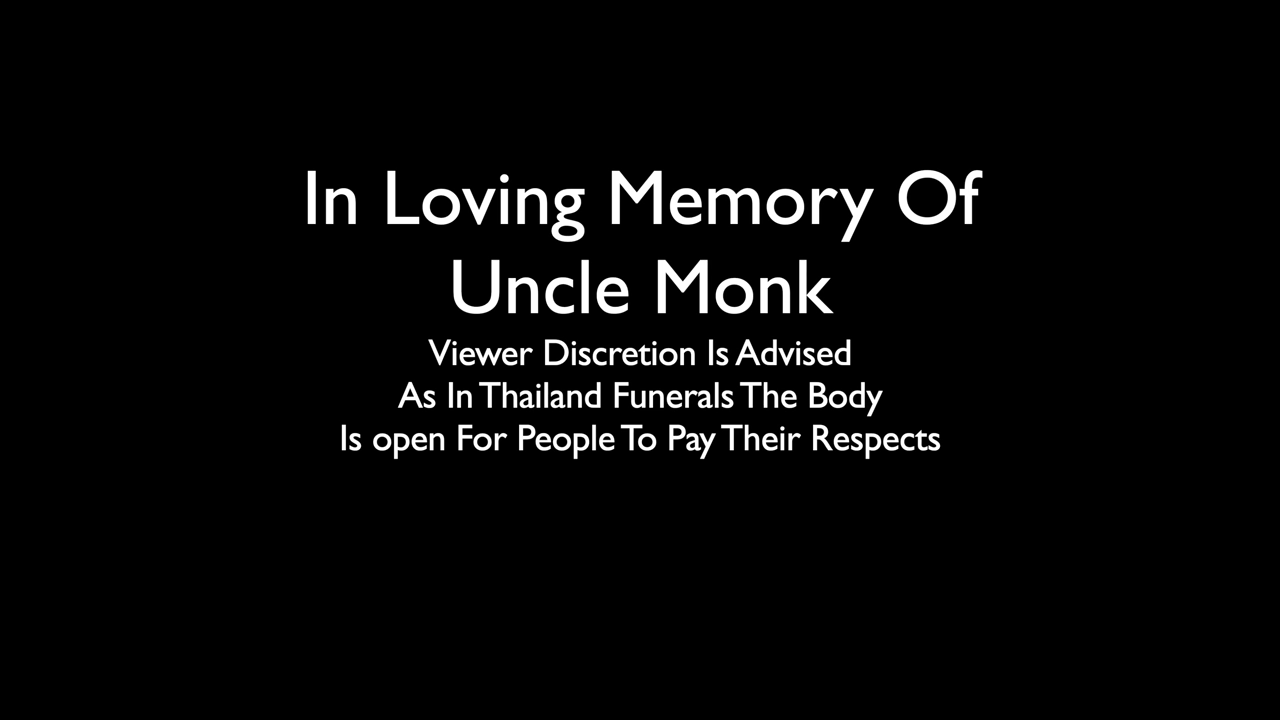 In Loving Memory Of
Uncle Monk
Viewer Discretion Is Advised
As In Thailand Funerals The Body
Is open For People To Pay Their Respects